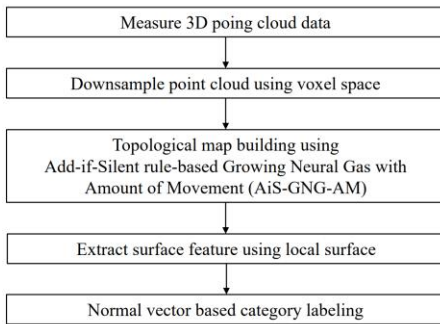 Measure 3D poing cloud data
Downsample point cloud using voxel space
Topological map building using
Add-if-Silent rule-based Growing Neural Gas with
Amount of Movement (AiS-GNG-AM)
Extract surface feature using local surface
Normal vector based category labeling